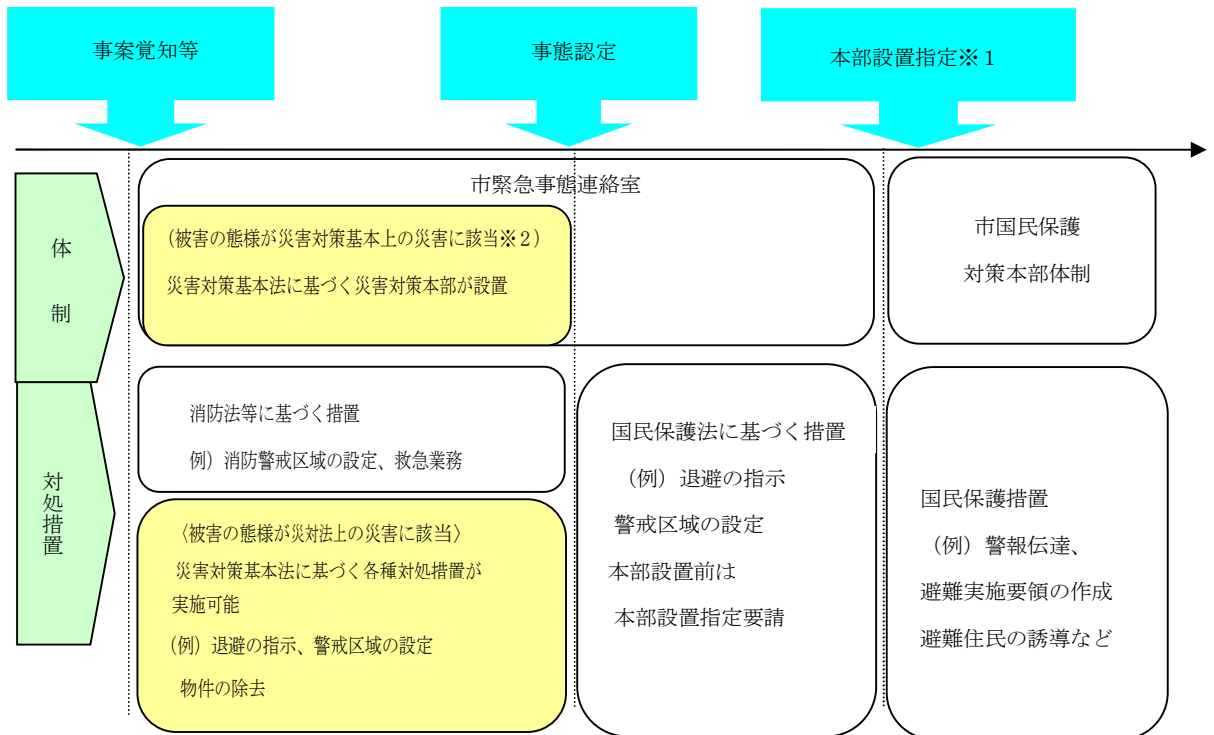 事案覚知等
事態認定
本部設置指定※１
体
制
市緊急事態連絡室
(被害の態様が災害対策基本上の災害に該当※２)
災害対策基本法に基づく災害対策本部が設置
市国民保護
対策本部体制
対処措置
消防法等に基づく措置
例）消防警戒区域の設定、救急業務
〈被害の態様が災対法上の災害に該当〉
災害対策基本法に基づく各種対処措置が
実施可能
(例）退避の指示、警戒区域の設定
物件の除去
国民保護法に基づく措置
（例）退避の指示
警戒区域の設定
本部設置前は
本部設置指定要請
国民保護措置
（例）警報伝達、
避難実施要領の作成
避難住民の誘導など